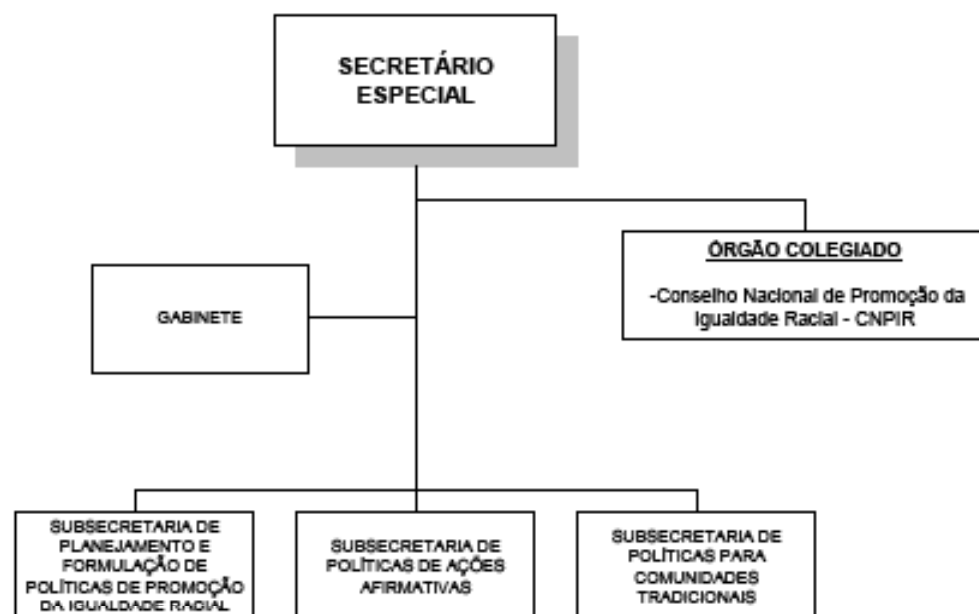 SECRETÁRIO
ESPECIAL
ÓRGÃO COLEGIADO
-Conselho Nacional de Promoção da
Igualdade Racial - CNPIR
GABINETE
SUBSECRETARIA DE
PLANEJAMENTO E
FORMULAÇÃO DE
POLÍTICAS DE PROMOÇÃO
DA IGUALDADE RACIAL
SUBSECRETARIA DE
POLÍTICAS DE AÇÕES
AFIRMATIVAS
SUBSECRETARIA DE
POLÍTICAS PARA
COMUNIDADES
TRADICIONAIS